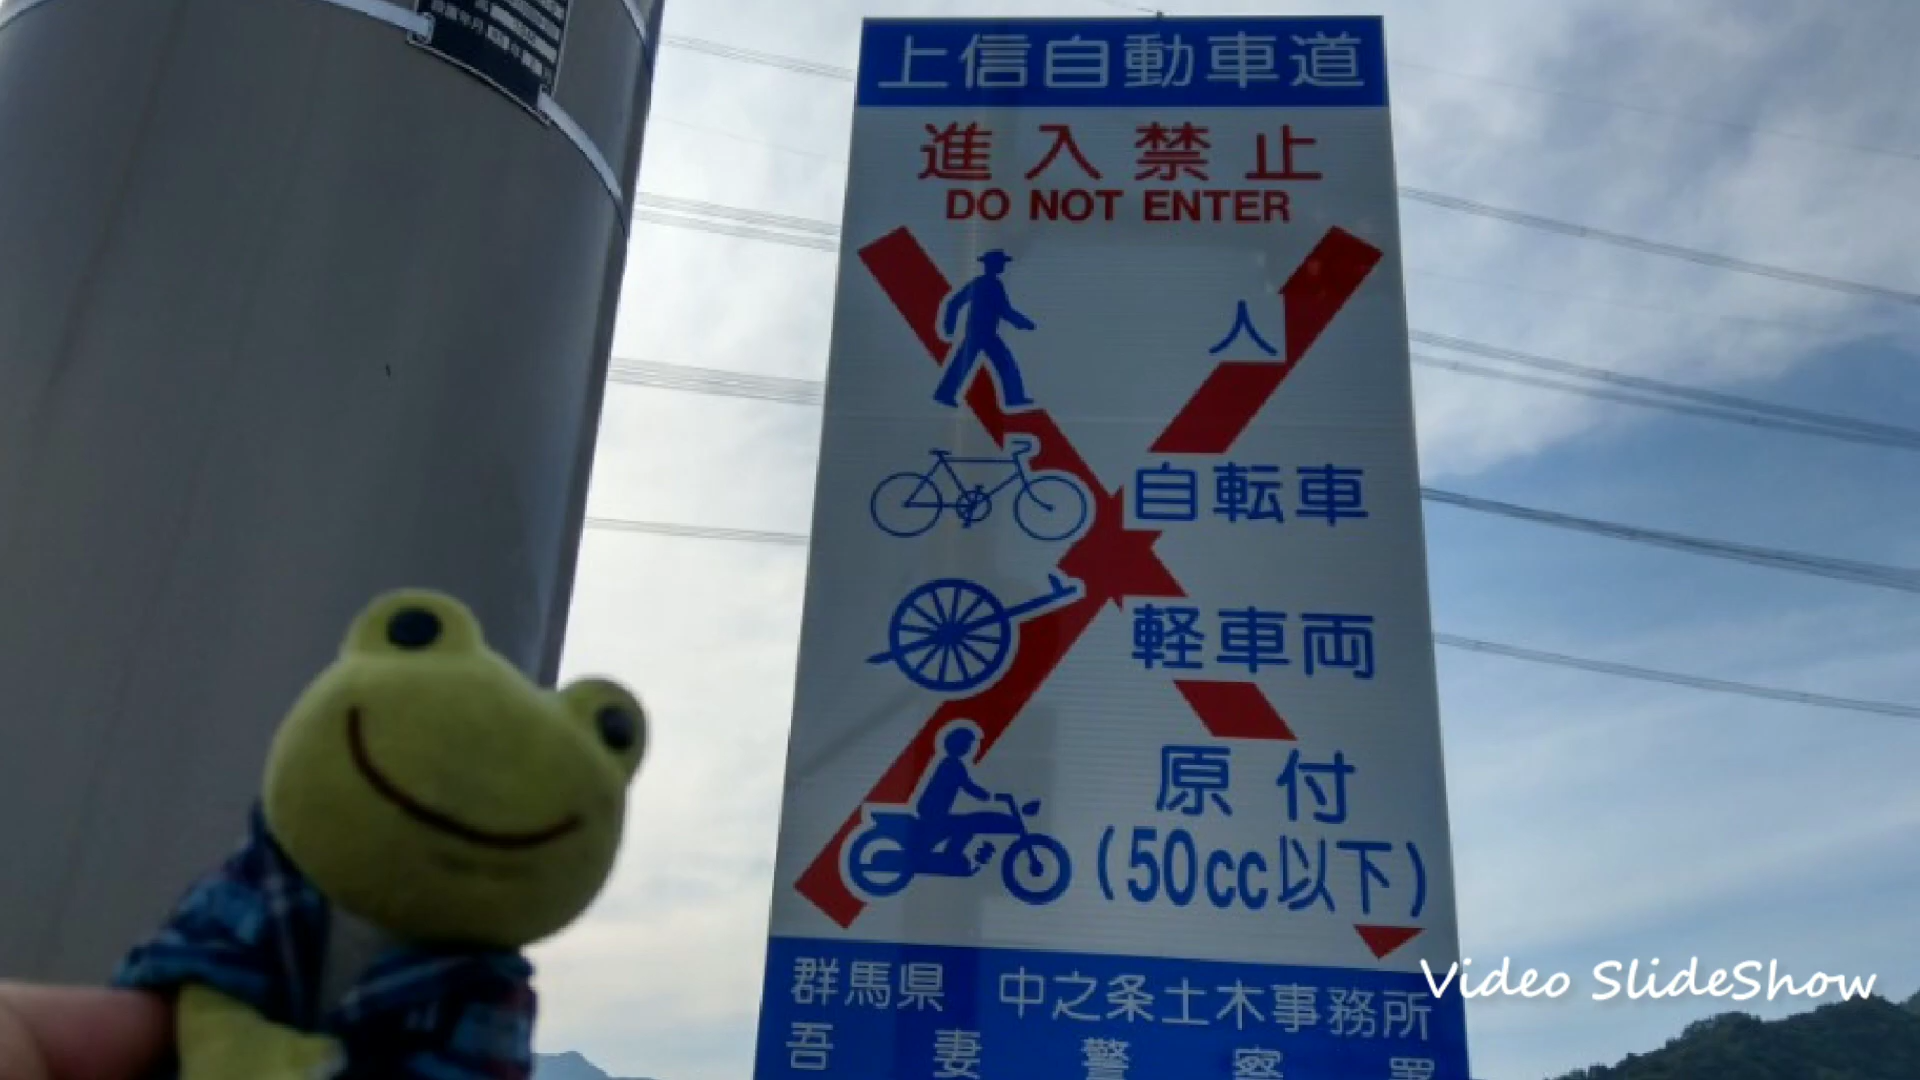 上信自動車道
進入禁止
DO NOT ENTER
人
自転車
軽車両
原付
(50cc以下)
群馬県 中之条土木事務所
吾妻警察署
Video SlideShow